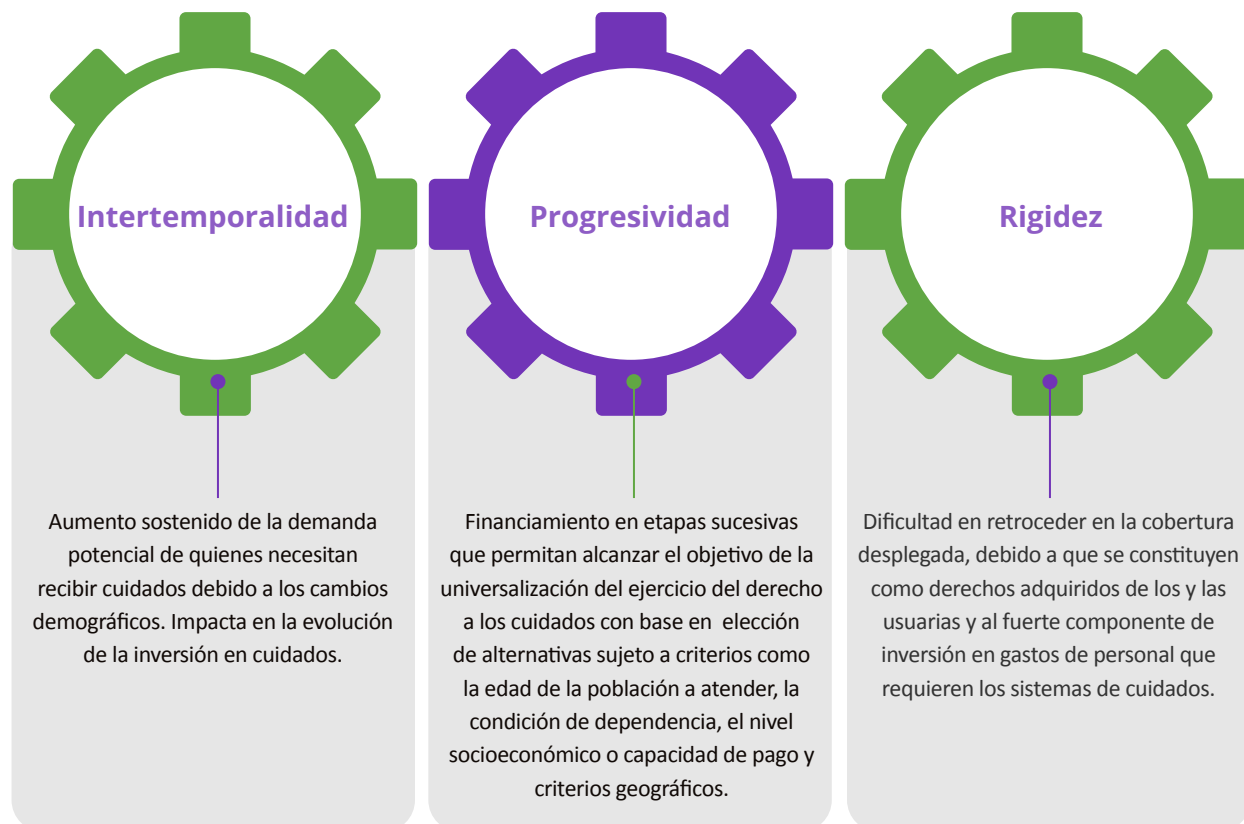 Intertemporalidad
Aumento sostenido de la demanda
potencial de quienes necesitan
recibir cuidados debido a los cambios
demográficos. Impacta en la evolución
de la inversión en cuidados.
Progresividad
Financiamiento en etapas sucesivas
que permitan alcanzar el objetivo de la
universalización del ejercicio del derecho
a los cuidados con base en  elección
de alternativas sujeto a criterios como
la edad de la población a atender, la
condición de dependencia, el nivel
socioeconómico o capacidad de pago y
criterios geográficos.
Rigidez
Dificultad en retroceder en la cobertura
desplegada, debido a que se constituyen
como derechos adquiridos de los y las
usuarias y al fuerte componente de
inversión en gastos de personal que
requieren los sistemas de cuidados.